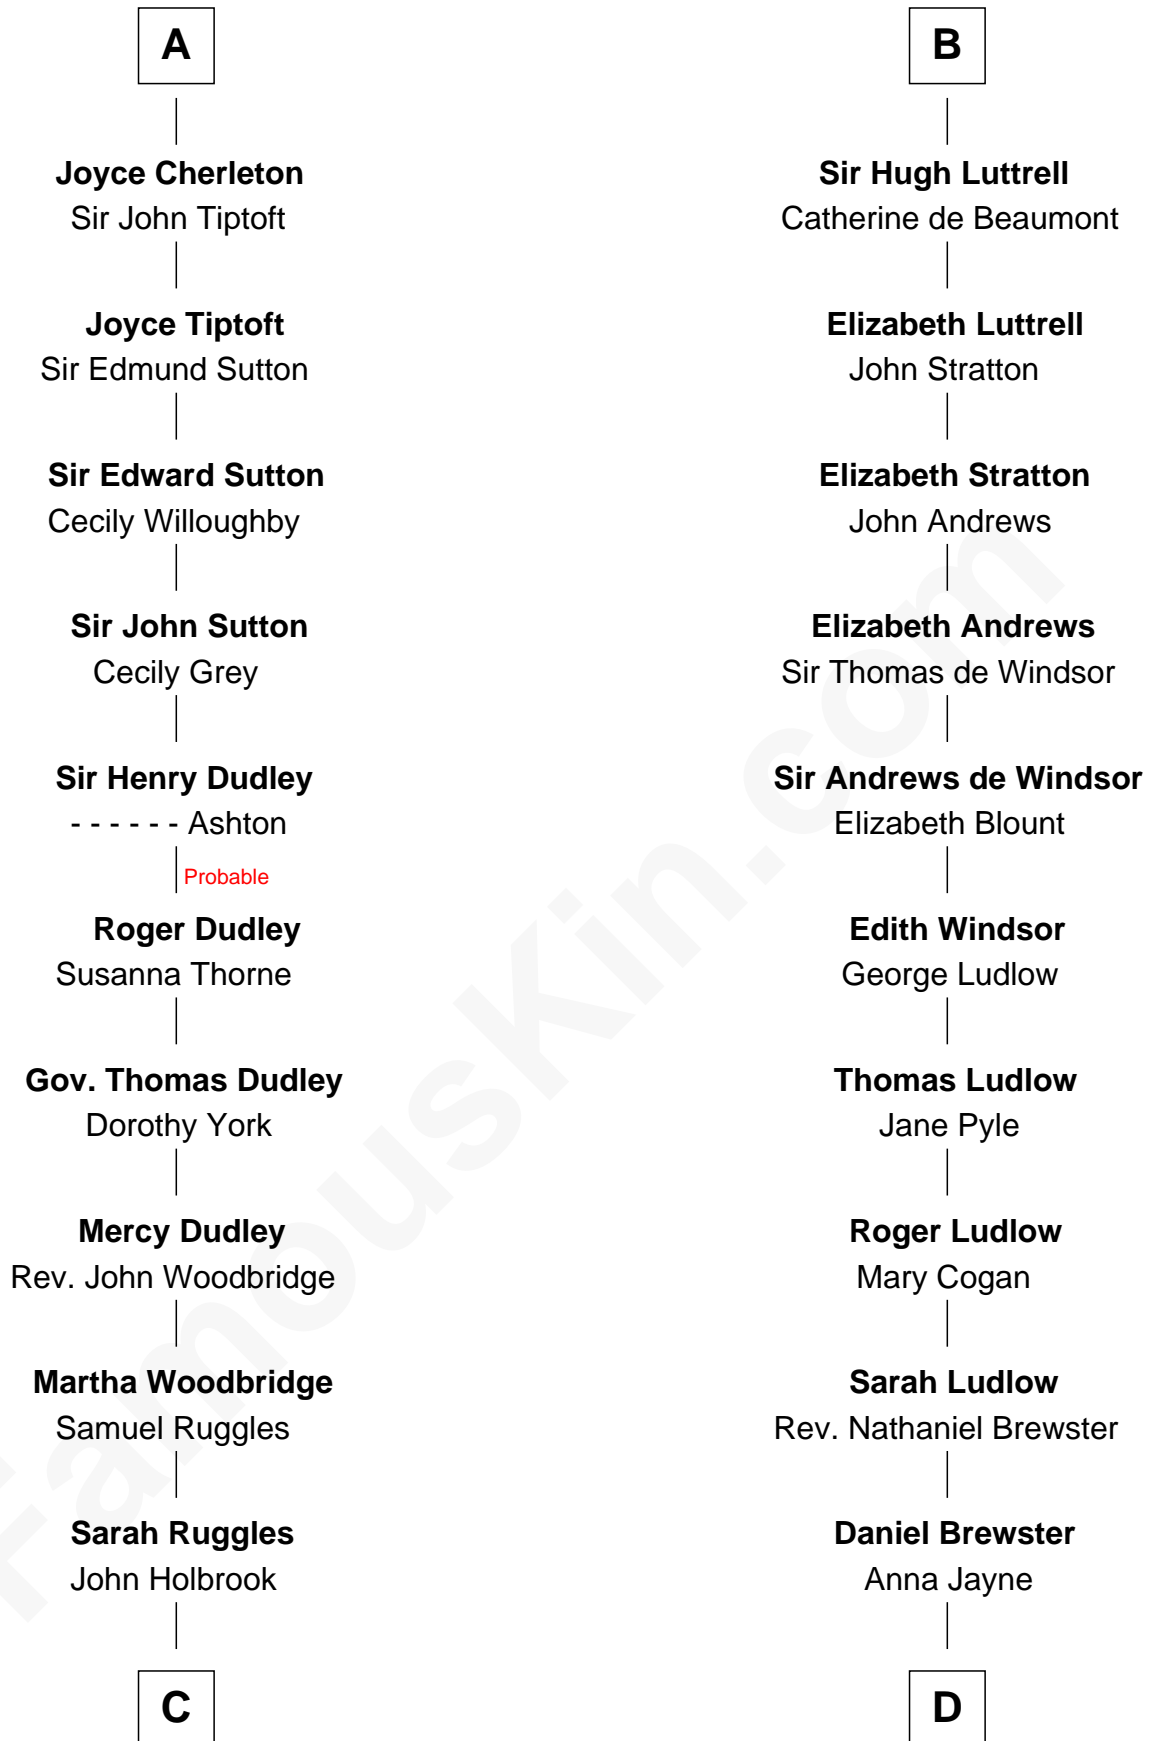 A
Joyce Cherleton
Sir John Tiptoft
Joyce Tiptoft
Sir Edmund Sutton
Sir Edward Sutton
Cecily Willoughby
Sir John Sutton
Cecily Grey
Sir Henry Dudley
- - - - - - Ashton
Probable
Roger Dudley
Susanna Thorne
Gov. Thomas Dudley
Dorothy York
Mercy Dudley
Rev. John Woodbridge
Martha Woodbridge
Samuel Ruggles
Sarah Ruggles
John Holbrook
C
B
Sir Hugh Luttrell
Catherine de Beaumont
Elizabeth Luttrell
John Stratton
Elizabeth Stratton
John Andrews
Elizabeth Andrews
Sir Thomas de Windsor
Sir Andrews de Windsor
Elizabeth Blount
Edith Windsor
George Ludlow
Thomas Ludlow
Jane Pyle
Roger Ludlow
Mary Cogan
Sarah Ludlow
Rev. Nathaniel Brewster
Daniel Brewster
Anna Jayne
D
FamousKin.com